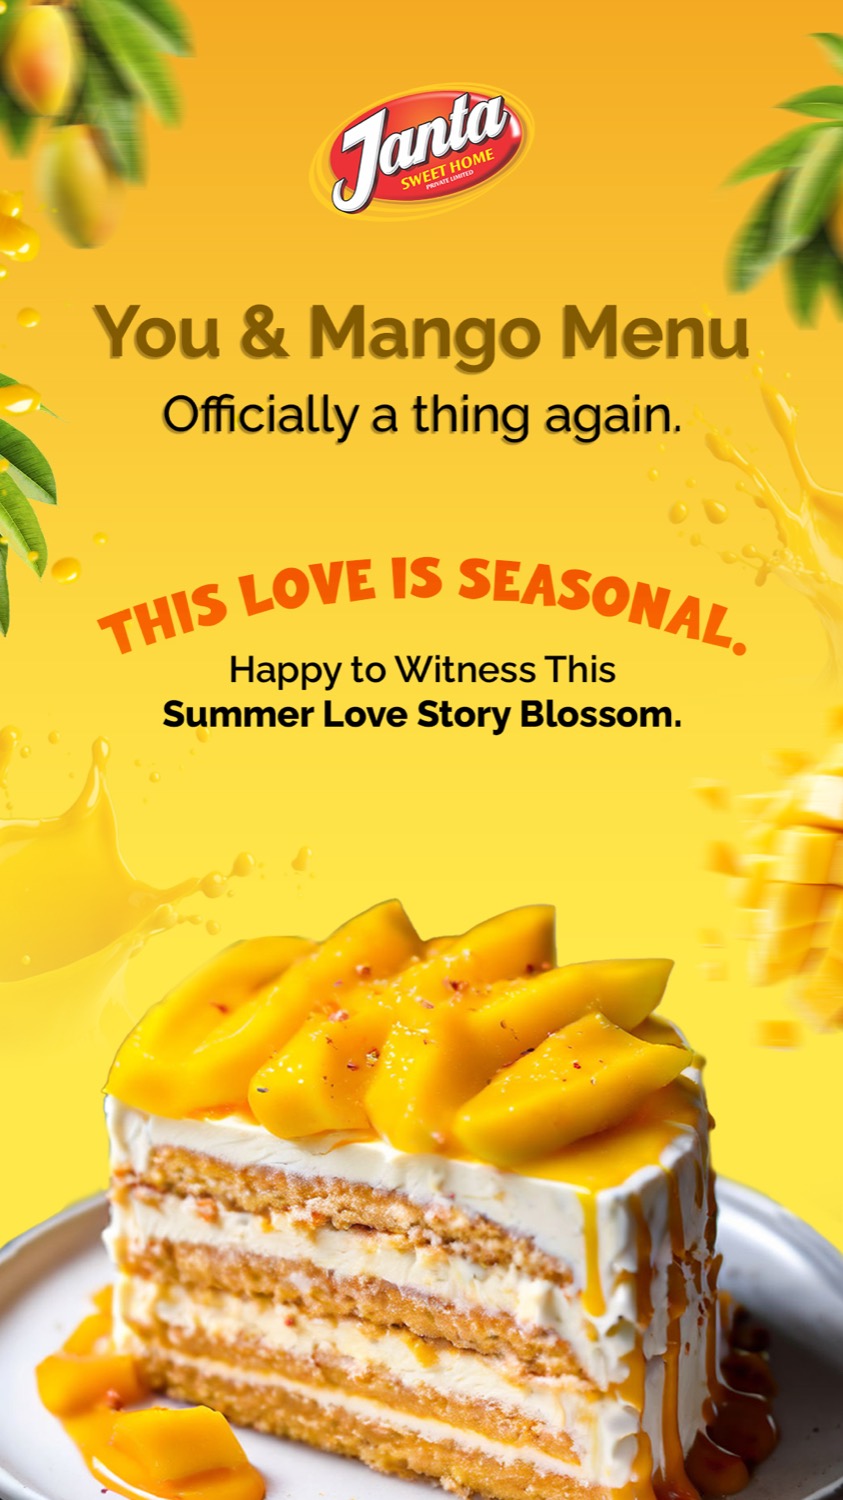 Janta
SWEET HOME
PRIVATE LIMITED
You & Mango Menu
Officially a thing again.
THIS LOVE IS SEASONAL.
Happy to Witness This
Summer Love Story Blossom.